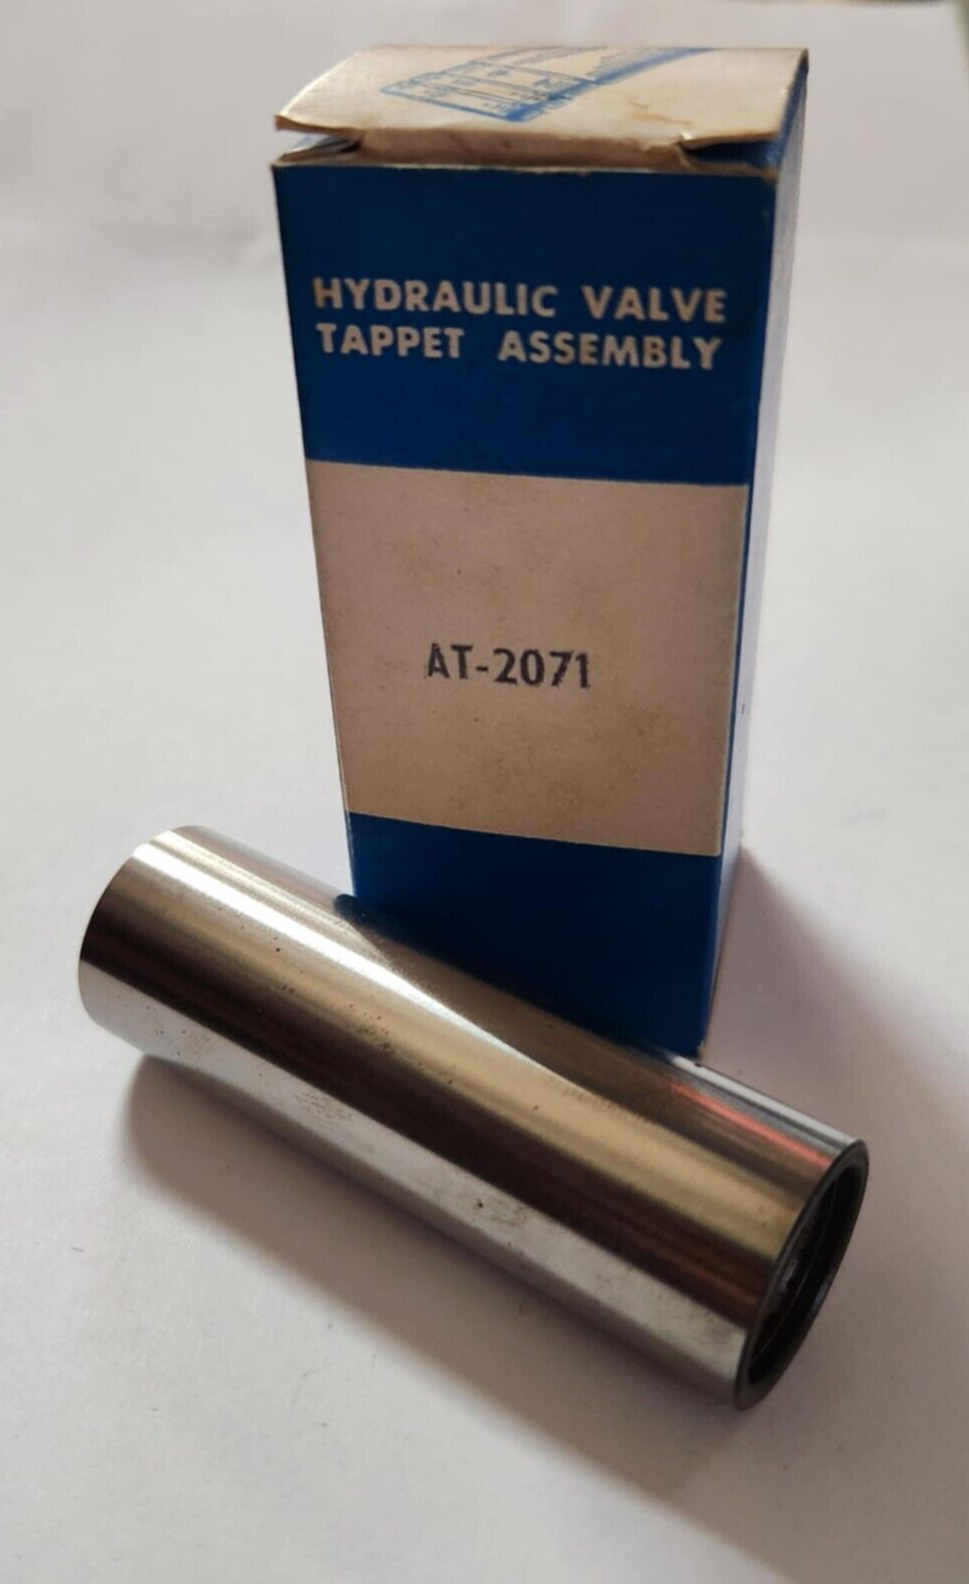 HYDRAULIC VALVE
TAPPET ASSEMBLY
AT-2071